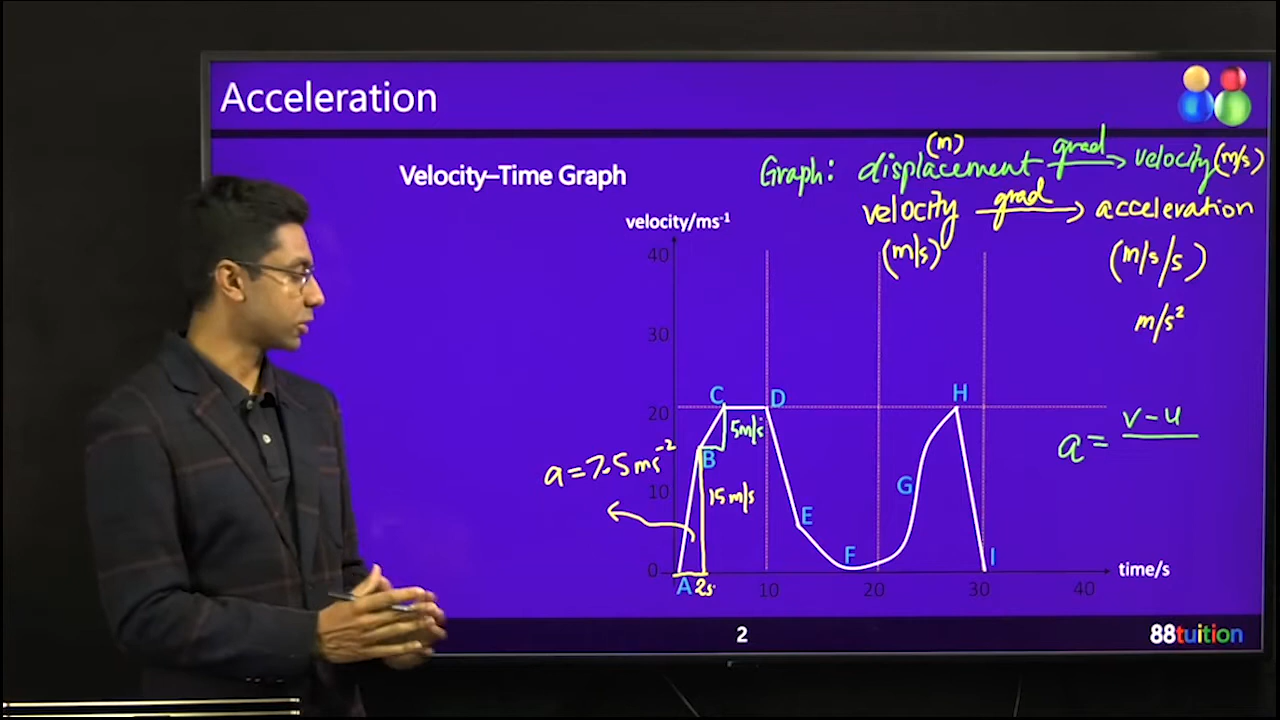 Acceleration
Velocity–Time Graph
Graph: displacement (m) grad → velocity (m/s)
velocity (m/s) grad → acceleration (m/s/s)
m/s²
velocity/ms⁻¹
40
30
20
10
0
C
D
H
B
5m/s
a=7.5ms⁻²
15m/s
G
E
F
I
A
2s
10
20
30
40
time/s
a = v-u
2
88tuition